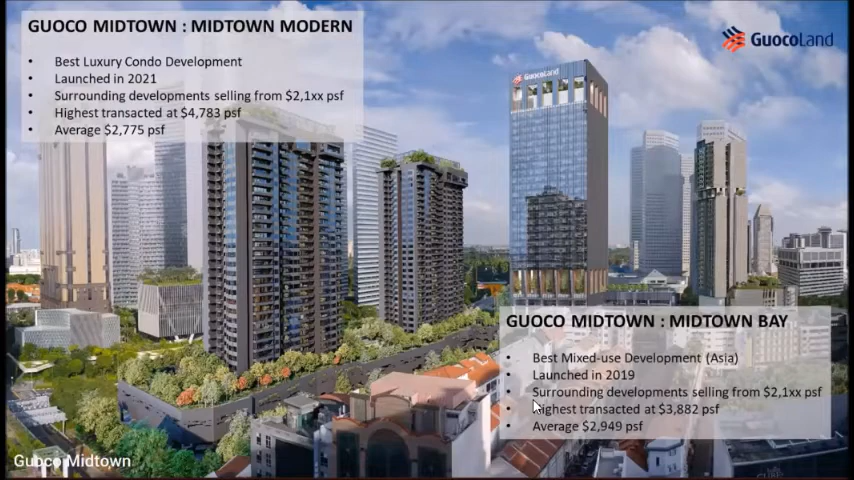 GUOCO MIDTOWN : MIDTOWN MODERN
• Best Luxury Condo Development
• Launched in 2021
• Surrounding developments selling from $2,1xx psf
• Highest transacted at $4,783 psf
• Average $2,775 psf
GUOCOLAND
GUOCOLAND
GUOCO MIDTOWN : MIDTOWN BAY
• Best Mixed-use Development (Asia)
• Launched in 2019
• Surrounding developments selling from $2,1xx psf
• Highest transacted at $3,882 psf
• Average $2,949 psf
Guoco Midtown